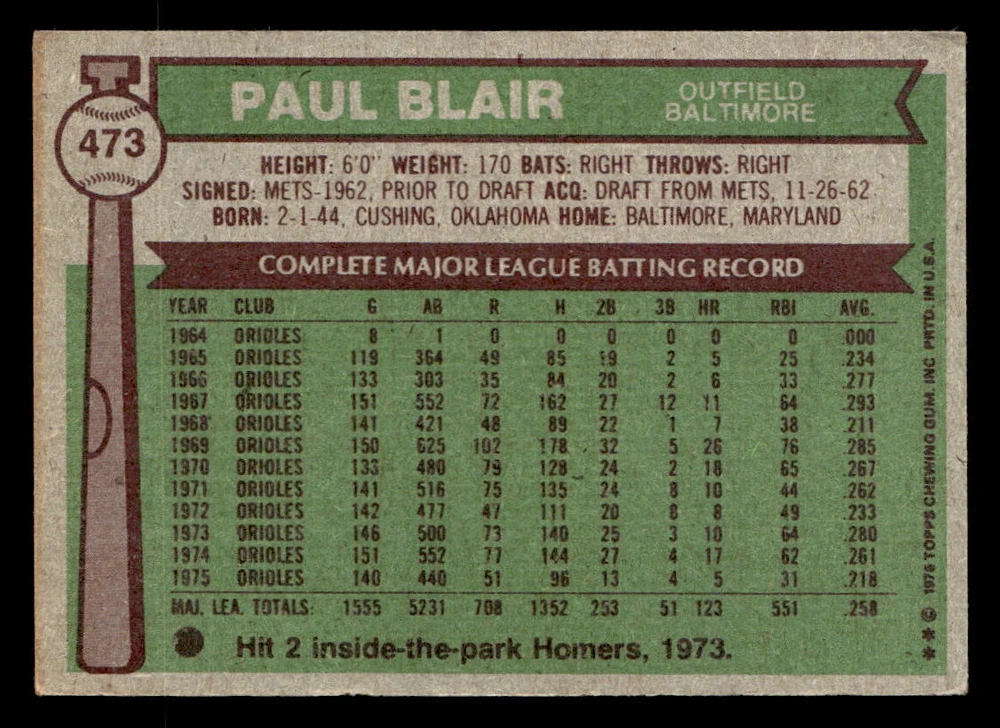 473
PAUL BLAIR
OUTFIELD
BALTIMORE
HEIGHT: 6'0" WEIGHT: 170 BATS: RIGHT THROWS: RIGHT
SIGNED: METS-1962, PRIOR TO DRAFT ACQ: DRAFT FROM METS, 11-26-62
BORN: 2-1-44, CUSHING, OKLAHOMA HOME: BALTIMORE, MARYLAND
COMPLETE MAJOR LEAGUE BATTING RECORD
YEAR CLUB G AB R H 2B 3B HR RBI AVG.
1964 ORIOLES 8 1 0 0 0 0 0 0 .000
1965 ORIOLES 119 364 49 85 19 2 5 25 .234
1966 ORIOLES 133 303 35 84 20 2 6 33 .277
1967 ORIOLES 151 552 72 162 27 12 11 64 .293
1968 ORIOLES 141 421 48 89 22 1 7 38 .211
1969 ORIOLES 150 625 102 178 32 5 26 76 .285
1970 ORIOLES 133 480 79 128 24 2 18 65 .267
1971 ORIOLES 141 516 75 135 24 8 10 44 .262
1972 ORIOLES 142 477 47 111 20 8 8 49 .233
1973 ORIOLES 146 500 73 140 25 3 10 64 .280
1974 ORIOLES 151 552 77 144 27 4 17 62 .261
1975 ORIOLES 140 440 51 96 13 4 5 31 .218
MAJ. LEA. TOTALS: 1555 5231 708 1352 253 51 123 551 .258
Hit 2 inside-the-park Homers, 1973.
** © 1976 TOPPS CHEWING GUM, INC PRTD. IN U.S.A.